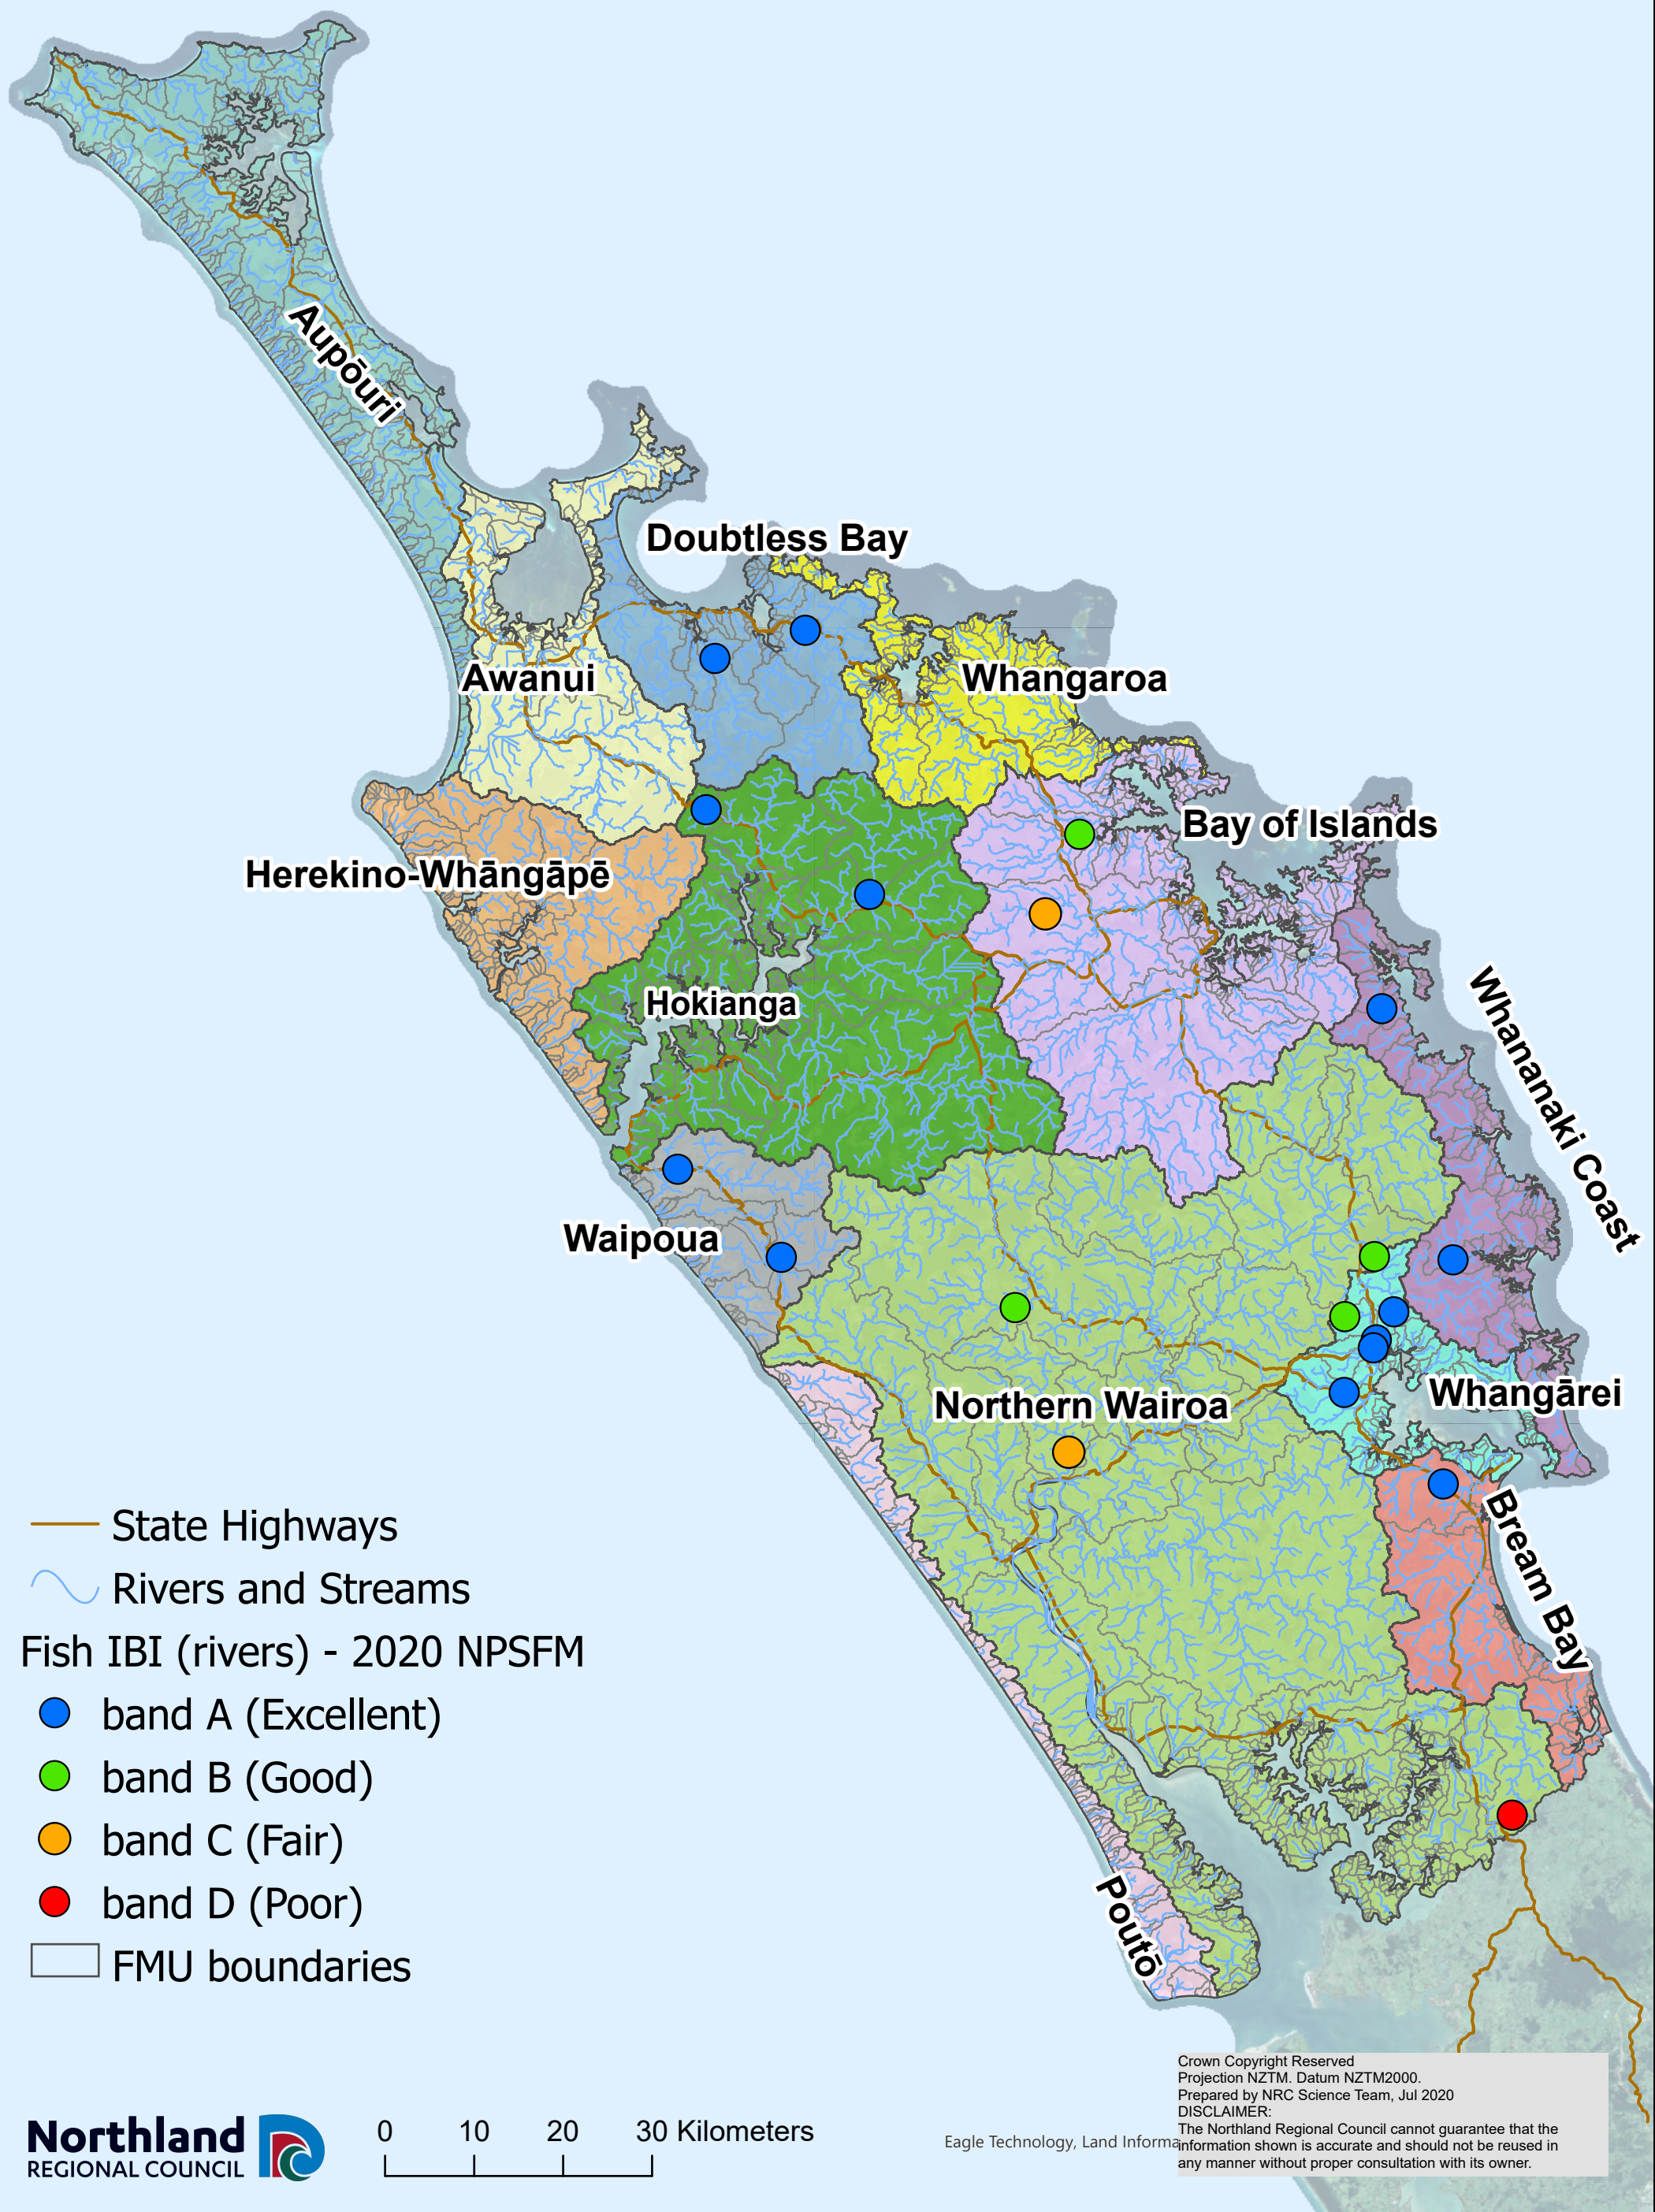 Aupōuri
Doubtless Bay
Awanui
Whangaroa
Bay of Islands
Herekino-Whāngāpē
Hokianga
Whananaki Coast
Waipoua
Northern Wairoa
Whangārei
Bream Bay
Poutō
State Highways
Rivers and Streams
Fish IBI (rivers) - 2020 NPSFM
band A (Excellent)
band B (Good)
band C (Fair)
band D (Poor)
FMU boundaries
Northland
REGIONAL COUNCIL
0 10 20 30 Kilometers
Eagle Technology, Land Informa
Crown Copyright Reserved
Projection NZTM. Datum NZTM2000.
Prepared by NRC Science Team, Jul 2020
DISCLAIMER:
The Northland Regional Council cannot guarantee that the
information shown is accurate and should not be reused in
any manner without proper consultation with its owner.